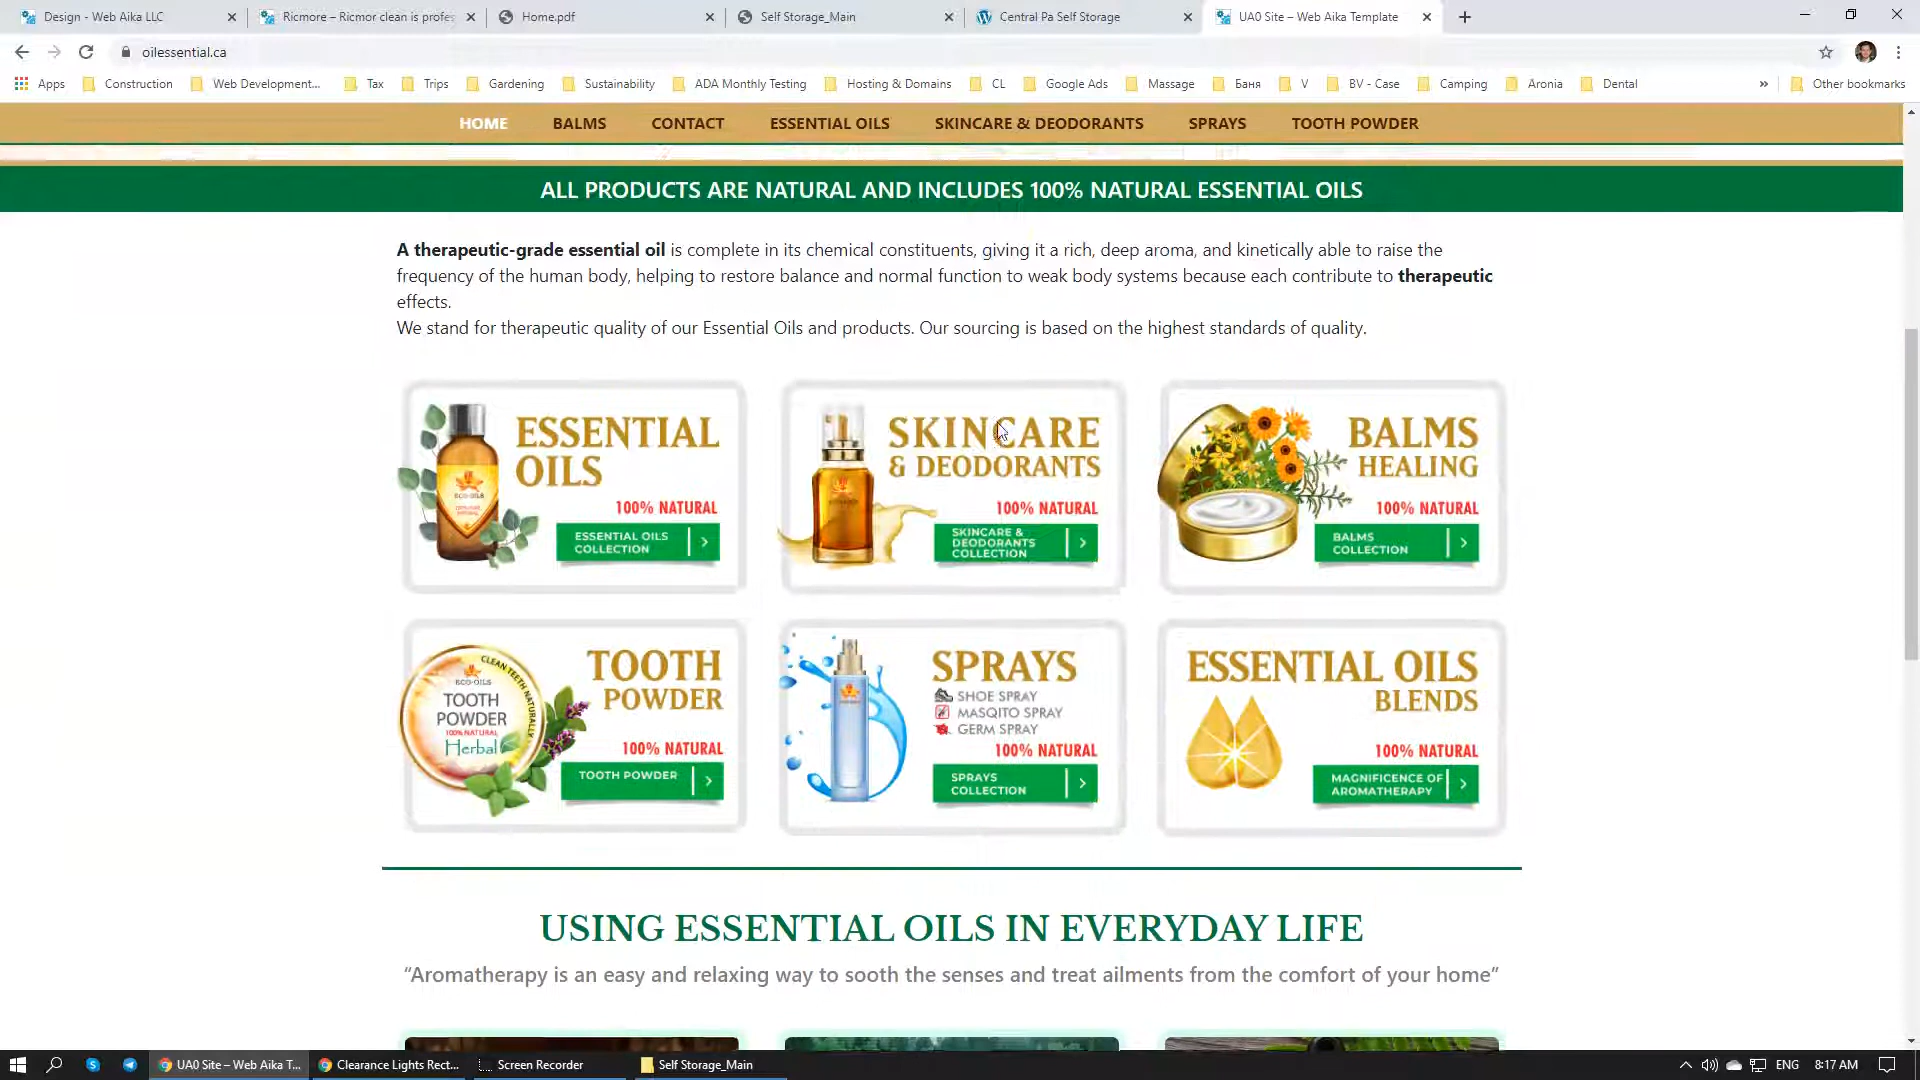 Design - Web Aika LLC
Ricmore – Ricmor clean is profes
Home.pdf
Self Storage_Main
Central Pa Self Storage
UA0 Site – Web Aika Template
oilessential.ca
Apps
Construction
Web Development...
Tax
Trips
Gardening
Sustainability
ADA Monthly Testing
Hosting & Domains
CL
Google Ads
Massage
Баня
V
BV - Case
Camping
Aronia
Dental
»
Other bookmarks
HOME
BALMS
CONTACT
ESSENTIAL OILS
SKINCARE & DEODORANTS
SPRAYS
TOOTH POWDER
ALL PRODUCTS ARE NATURAL AND INCLUDES 100% NATURAL ESSENTIAL OILS
A therapeutic-grade essential oil is complete in its chemical constituents, giving it a rich, deep aroma, and kinetically able to raise the
frequency of the human body, helping to restore balance and normal function to weak body systems because each contribute to therapeutic
effects.
We stand for therapeutic quality of our Essential Oils and products. Our sourcing is based on the highest standards of quality.
ESSENTIAL
OILS
ECO-OILS
100% NATURAL
ESSENTIAL OILS
COLLECTION
SKINCARE
& DEODORANTS
100% NATURAL
SKINCARE &
DEODORANTS
COLLECTION
BALMS
HEALING
100% NATURAL
BALMS
COLLECTION
TOOTH
POWDER
CLEAN TEETH NATURALLY
ECO-OILS
TOOTH
POWDER
100% NATURAL
Herbal
100% NATURAL
TOOTH POWDER
SPRAYS
SHOE SPRAY
MASQITO SPRAY
GERM SPRAY
100% NATURAL
SPRAYS
COLLECTION
ESSENTIAL OILS
BLENDS
100% NATURAL
MAGNIFICENCE OF
AROMATHERAPY
USING ESSENTIAL OILS IN EVERYDAY LIFE
“Aromatherapy is an easy and relaxing way to sooth the senses and treat ailments from the comfort of your home”
UA0 Site – Web Aika T...
Clearance Lights Rect...
Screen Recorder
Self Storage_Main
ENG
8:17 AM